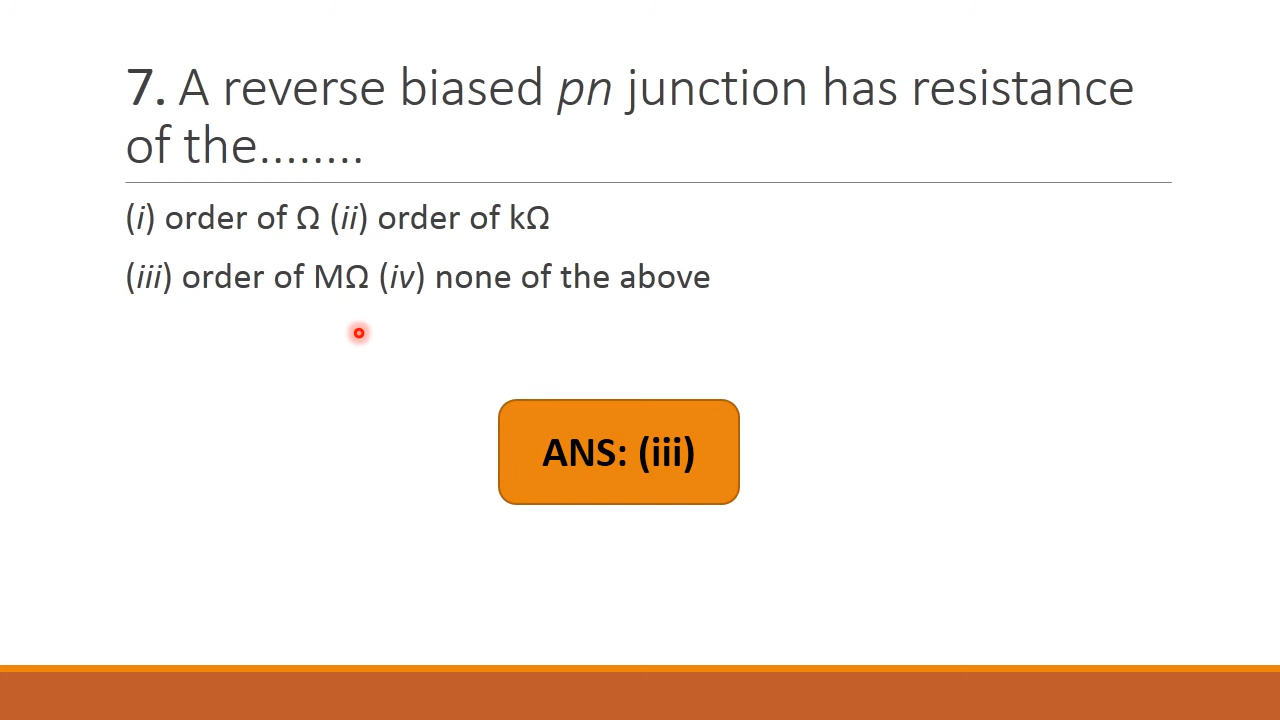 7. A reverse biased pn junction has resistance
of the........
(i) order of Ω (ii) order of kΩ
(iii) order of MΩ (iv) none of the above
ANS: (iii)